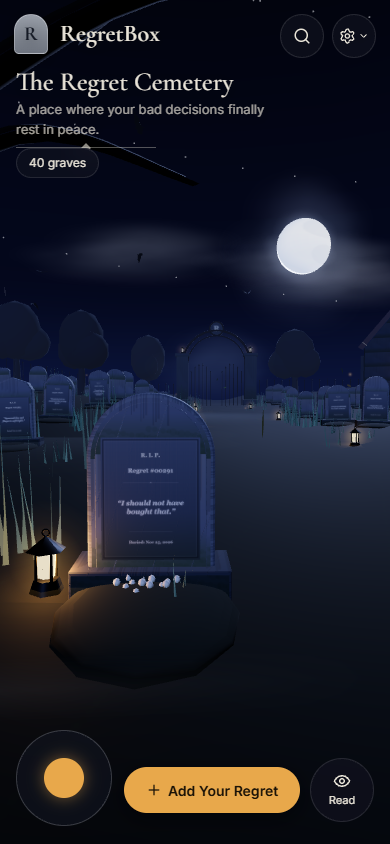 R
RegretBox
The Regret Cemetery
A place where your bad decisions finally
rest in peace.
40 graves
R. I. P.
Regret #00291
“I should not have
bought that.”
+ Add Your Regret
Read